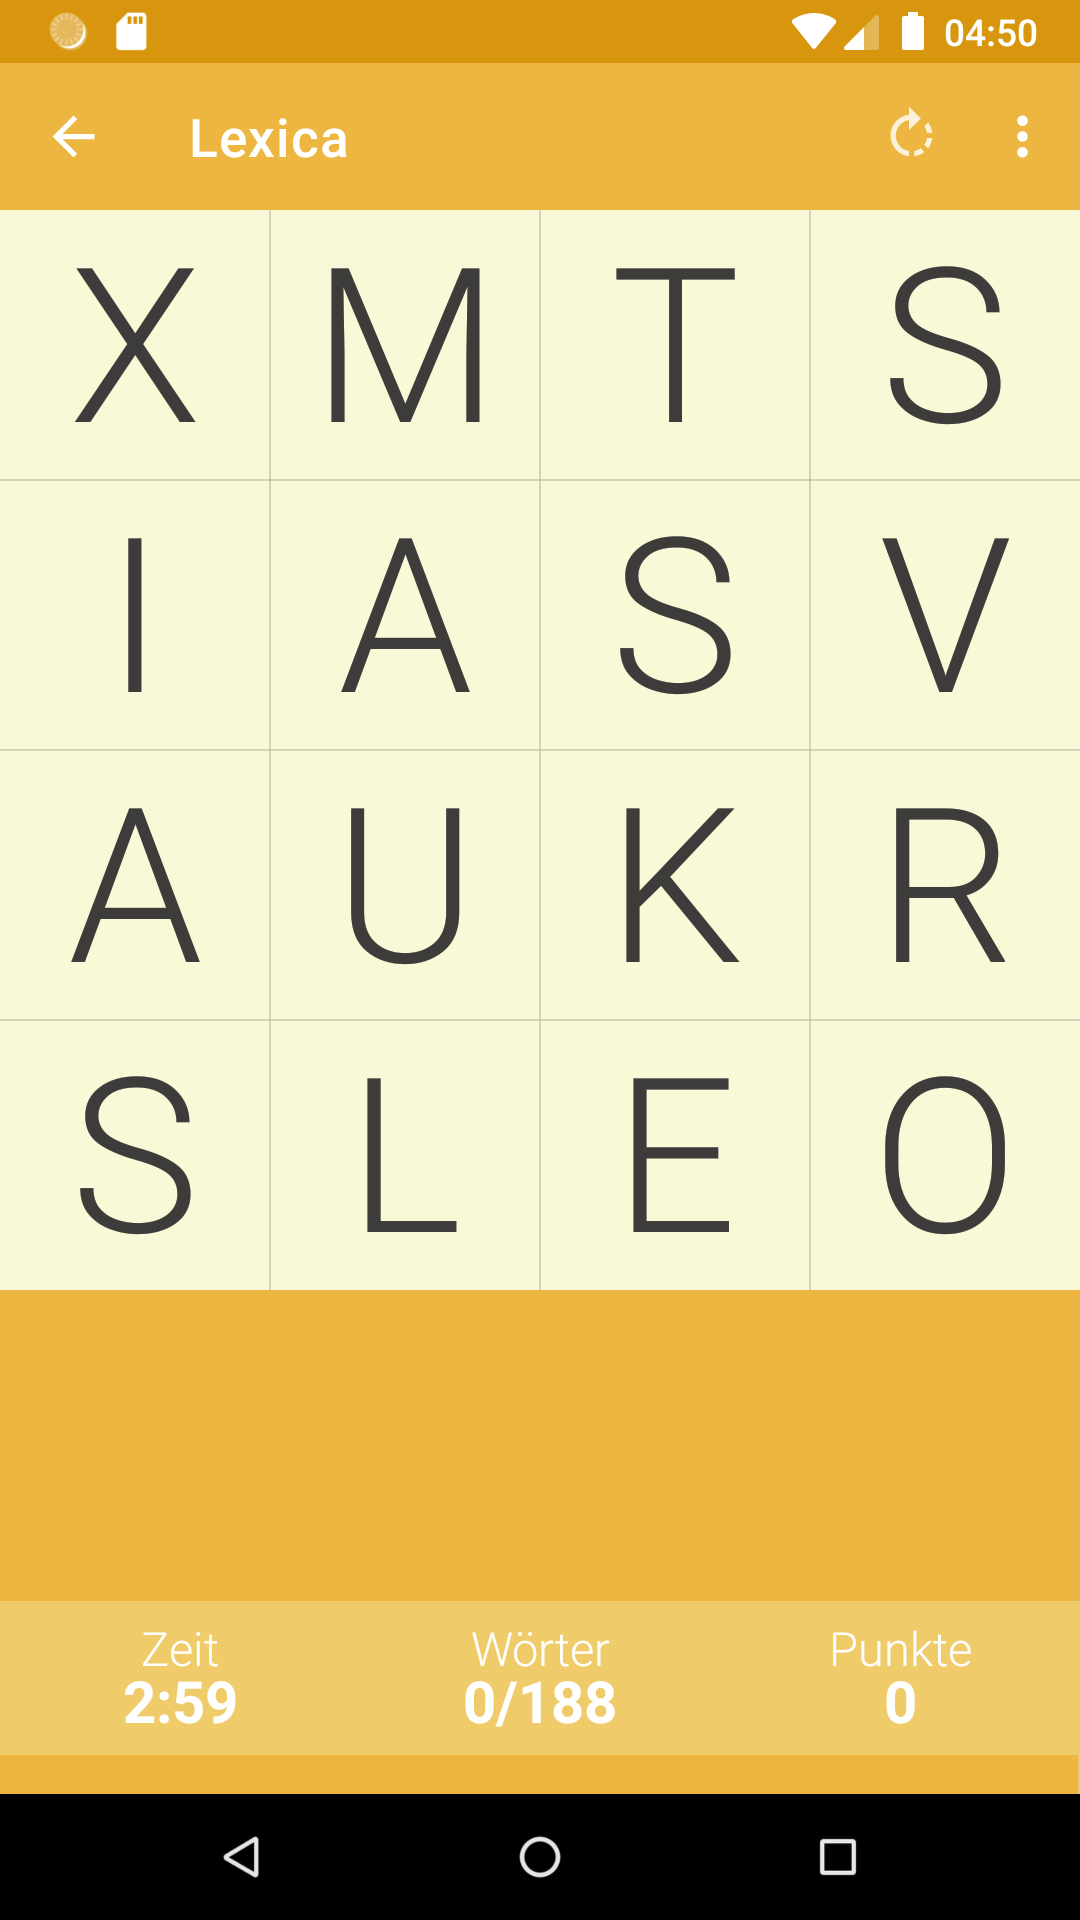 04:50
Lexica
X M T S
I A S V
A U K R
S L E O
Zeit Wörter Punkte
2:59 0/188 0